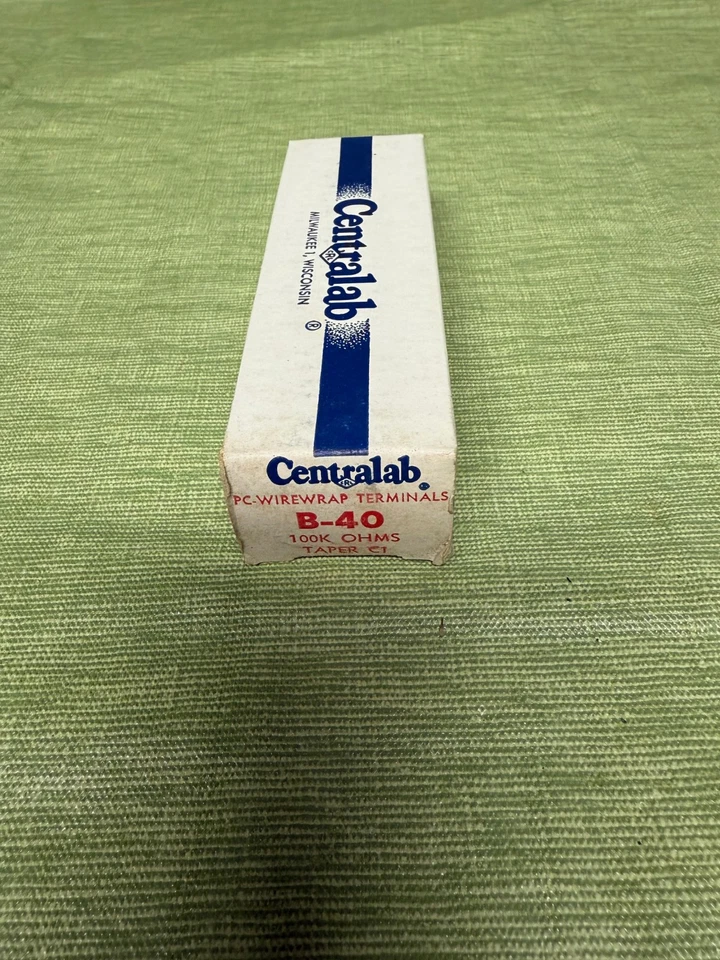 Centralab
MILWAUKEE 1, WISCONSIN
®
Centralab
PC-WIREWRAP TERMINALS
B-40
100K OHMS
TAPER C1